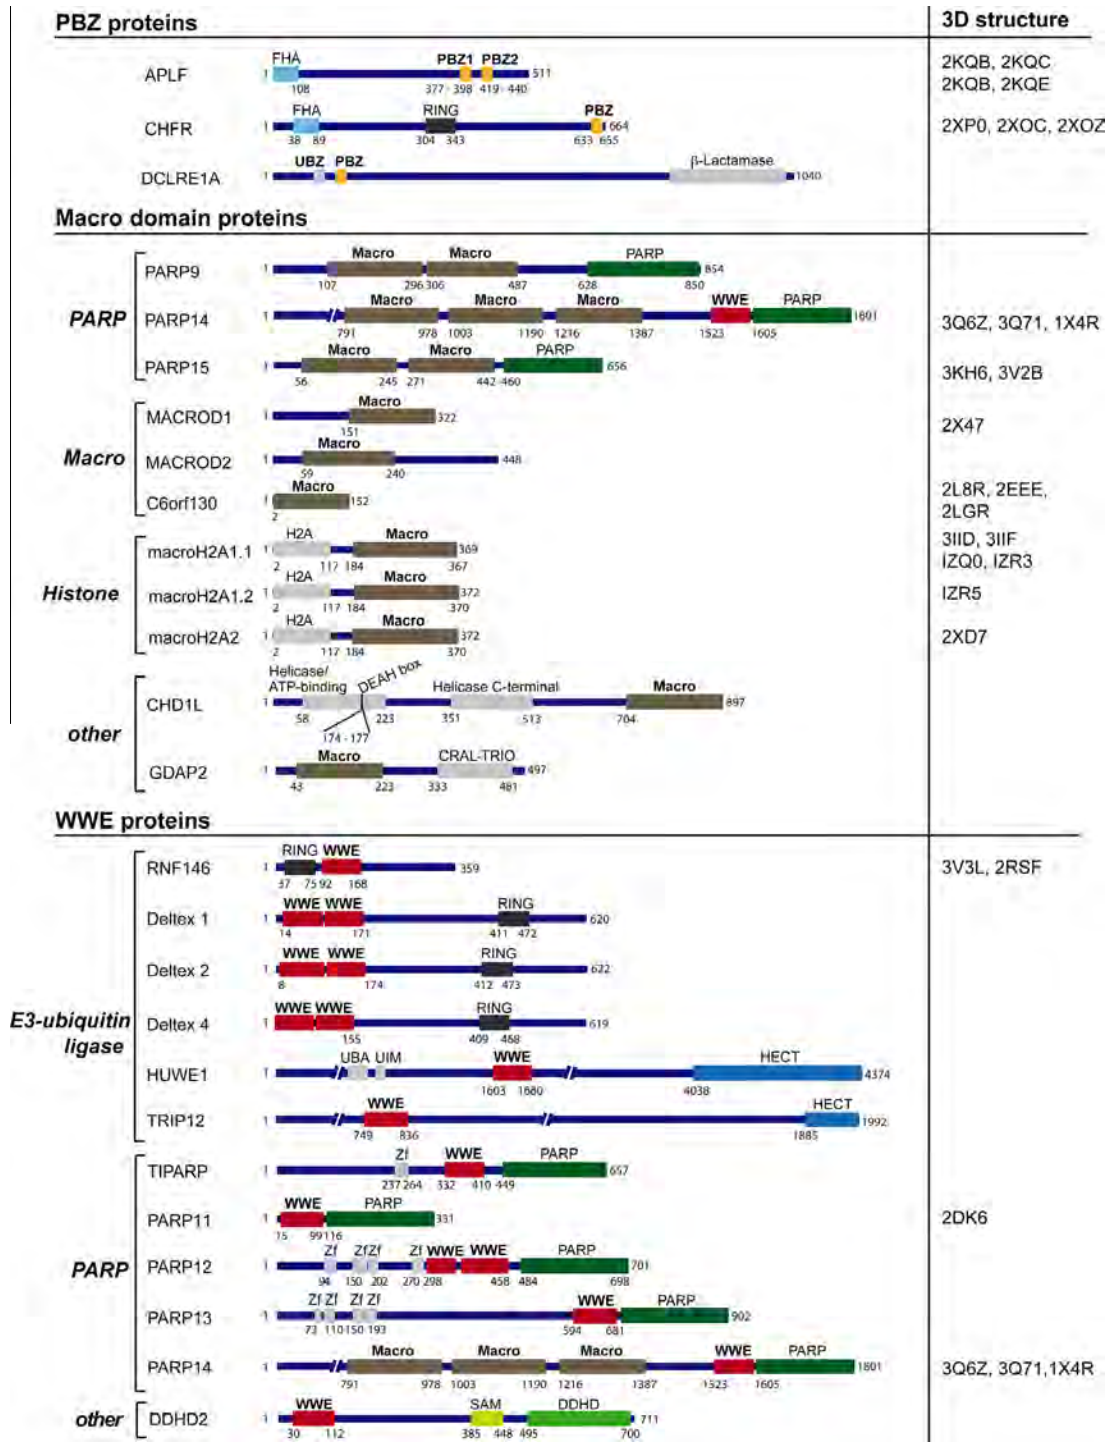 PBZ proteins
3D structure
APLF
1 FHA 108 PBZ1 377 - 398 PBZ2 419 - 440 511
2KQB, 2KQC
2KQB, 2KQE
CHFR
1 FHA 38 89 RING 304 343 PBZ 633 655 664
2XP0, 2XOC, 2XOZ
DCLRE1A
1 UBZ PBZ β-Lactamase 1040
Macro domain proteins
PARP
PARP9
1 Macro 107 296 Macro 306 487 PARP 628 850 854
PARP14
1 Macro 791 978 Macro 1003 1190 Macro 1216 1387 WWE 1523 PARP 1605 1801
3Q6Z, 3Q71, 1X4R
PARP15
1 Macro 56 245 Macro 271 442 PARP 460 656
3KH6, 3V2B
Macro
MACROD1
1 Macro 151 322
2X47
MACROD2
1 Macro 59 240 448
C6orf130
1 Macro 2 152
2L8R, 2EEE,
2LGR
Histone
macroH2A1.1
1 H2A 2 117 Macro 184 367 369
3IID, 3IIF
IZQ0, IZR3
macroH2A1.2
1 H2A 2 117 Macro 184 370 372
IZR5
macroH2A2
1 H2A 2 117 Macro 184 370 372
2XD7
other
CHD1L
1 Helicase/
ATP-binding 58 223 DEAH box 174 - 177 Helicase C-terminal 351 513 Macro 704 897
GDAP2
1 Macro 43 223 CRAL-TRIO 333 481 497
WWE proteins
E3-ubiquitin
ligase
RNF146
1 RING 37 75 WWE 92 168 359
3V3L, 2RSF
Deltex 1
1 WWE WWE 14 171 RING 411 472 620
Deltex 2
1 WWE WWE 8 174 RING 412 473 622
Deltex 4
1 WWE WWE 155 RING 409 468 619
HUWE1
1 UBA UIM WWE 1603 1680 HECT 4038 4374
TRIP12
1 WWE 749 836 HECT 1885 1992
PARP
TIPARP
1 Zf 237 264 WWE 332 410 PARP 449 657
PARP11
1 WWE 15 99 PARP 116 331
2DK6
PARP12
1 Zf 94 Zf Zf 150 202 Zf 270 WWE WWE 298 458 PARP 484 698 701
PARP13
1 Zf Zf 73 110 Zf Zf 150 193 WWE 594 681 PARP 902
PARP14
1 Macro 791 978 Macro 1003 1190 Macro 1216 1387 WWE 1523 PARP 1605 1801
3Q6Z, 3Q71,1X4R
other
DDHD2
1 WWE 30 112 SAM 385 448 DDHD 495 700 711